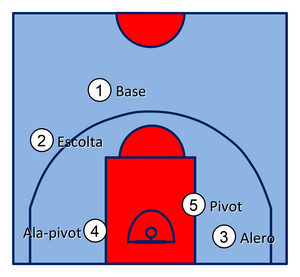 1 Base
2 Escolta
5 Pivot
Ala-pivot 4
3 Alero